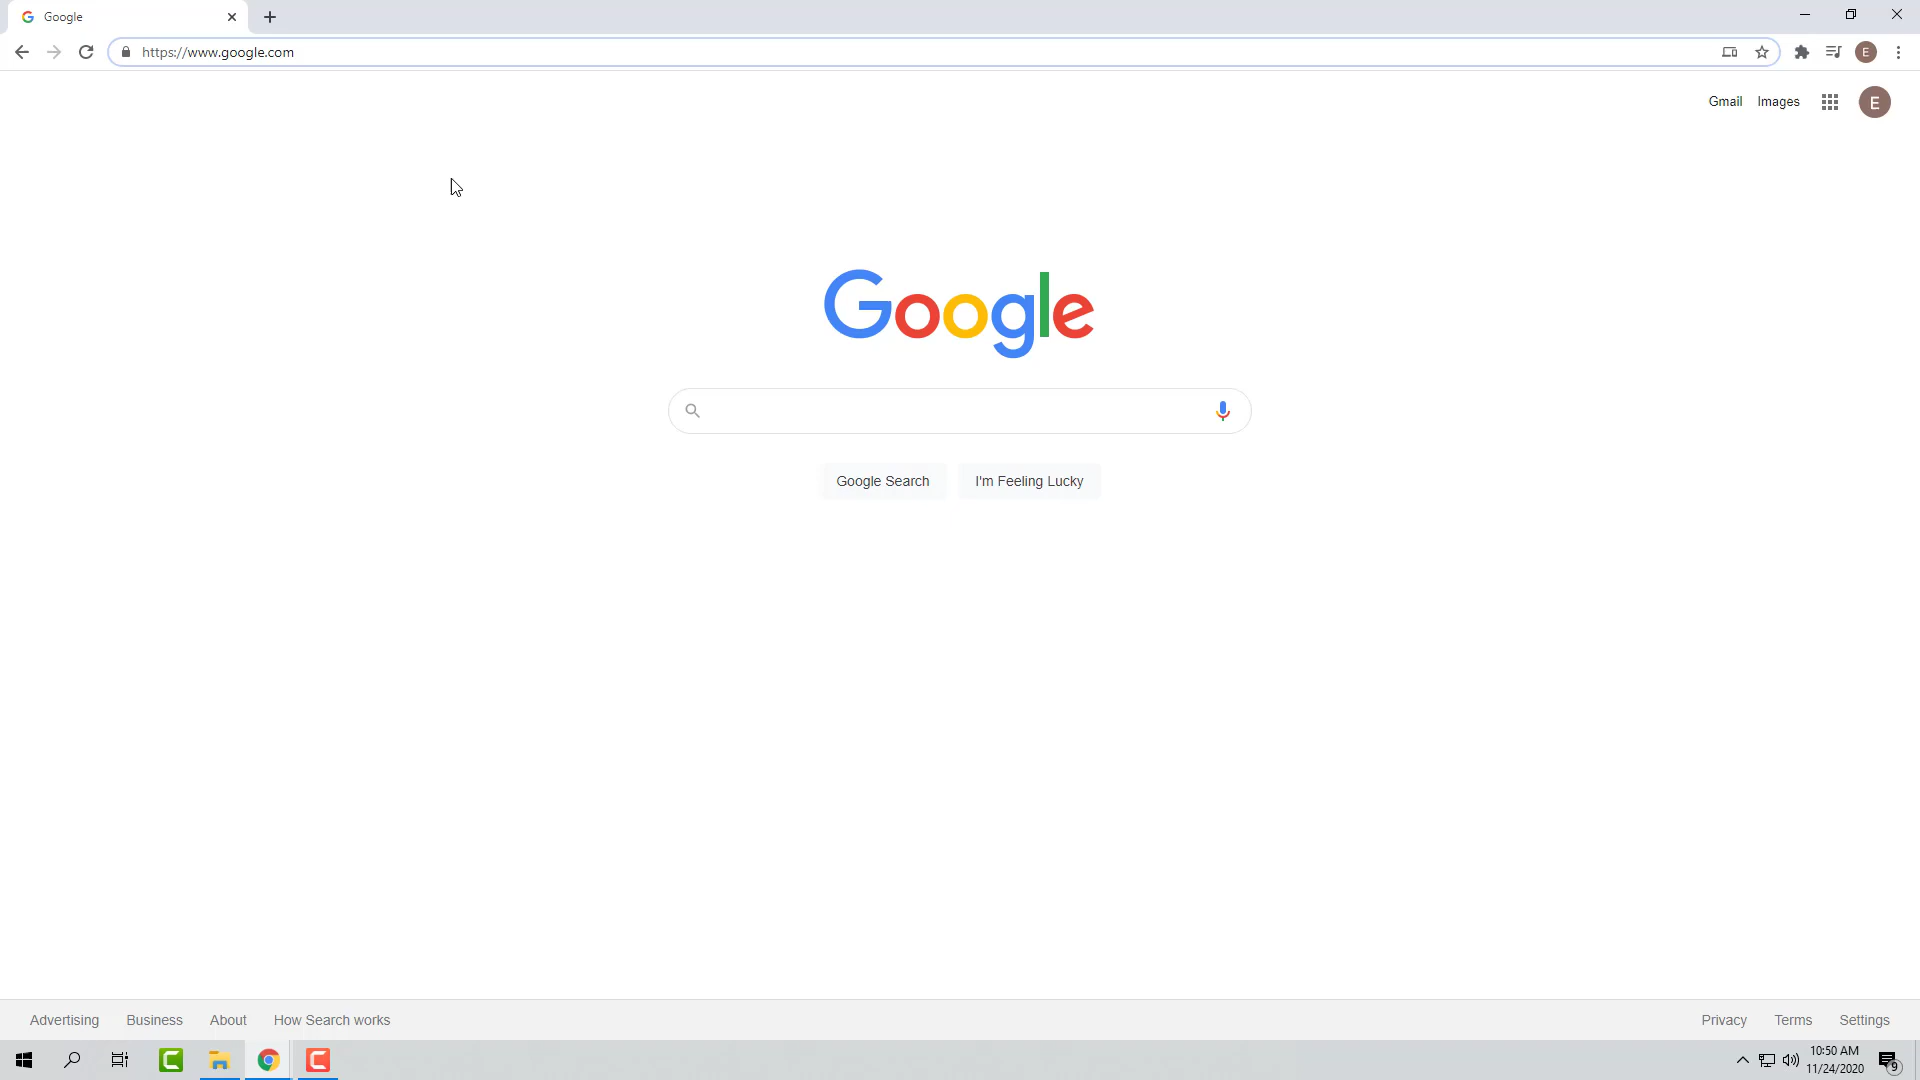 Google
https://www.google.com
E
Gmail Images E
Google
Google Search I'm Feeling Lucky
Advertising Business About How Search works Privacy Terms Settings
10:50 AM
11/24/2020
9